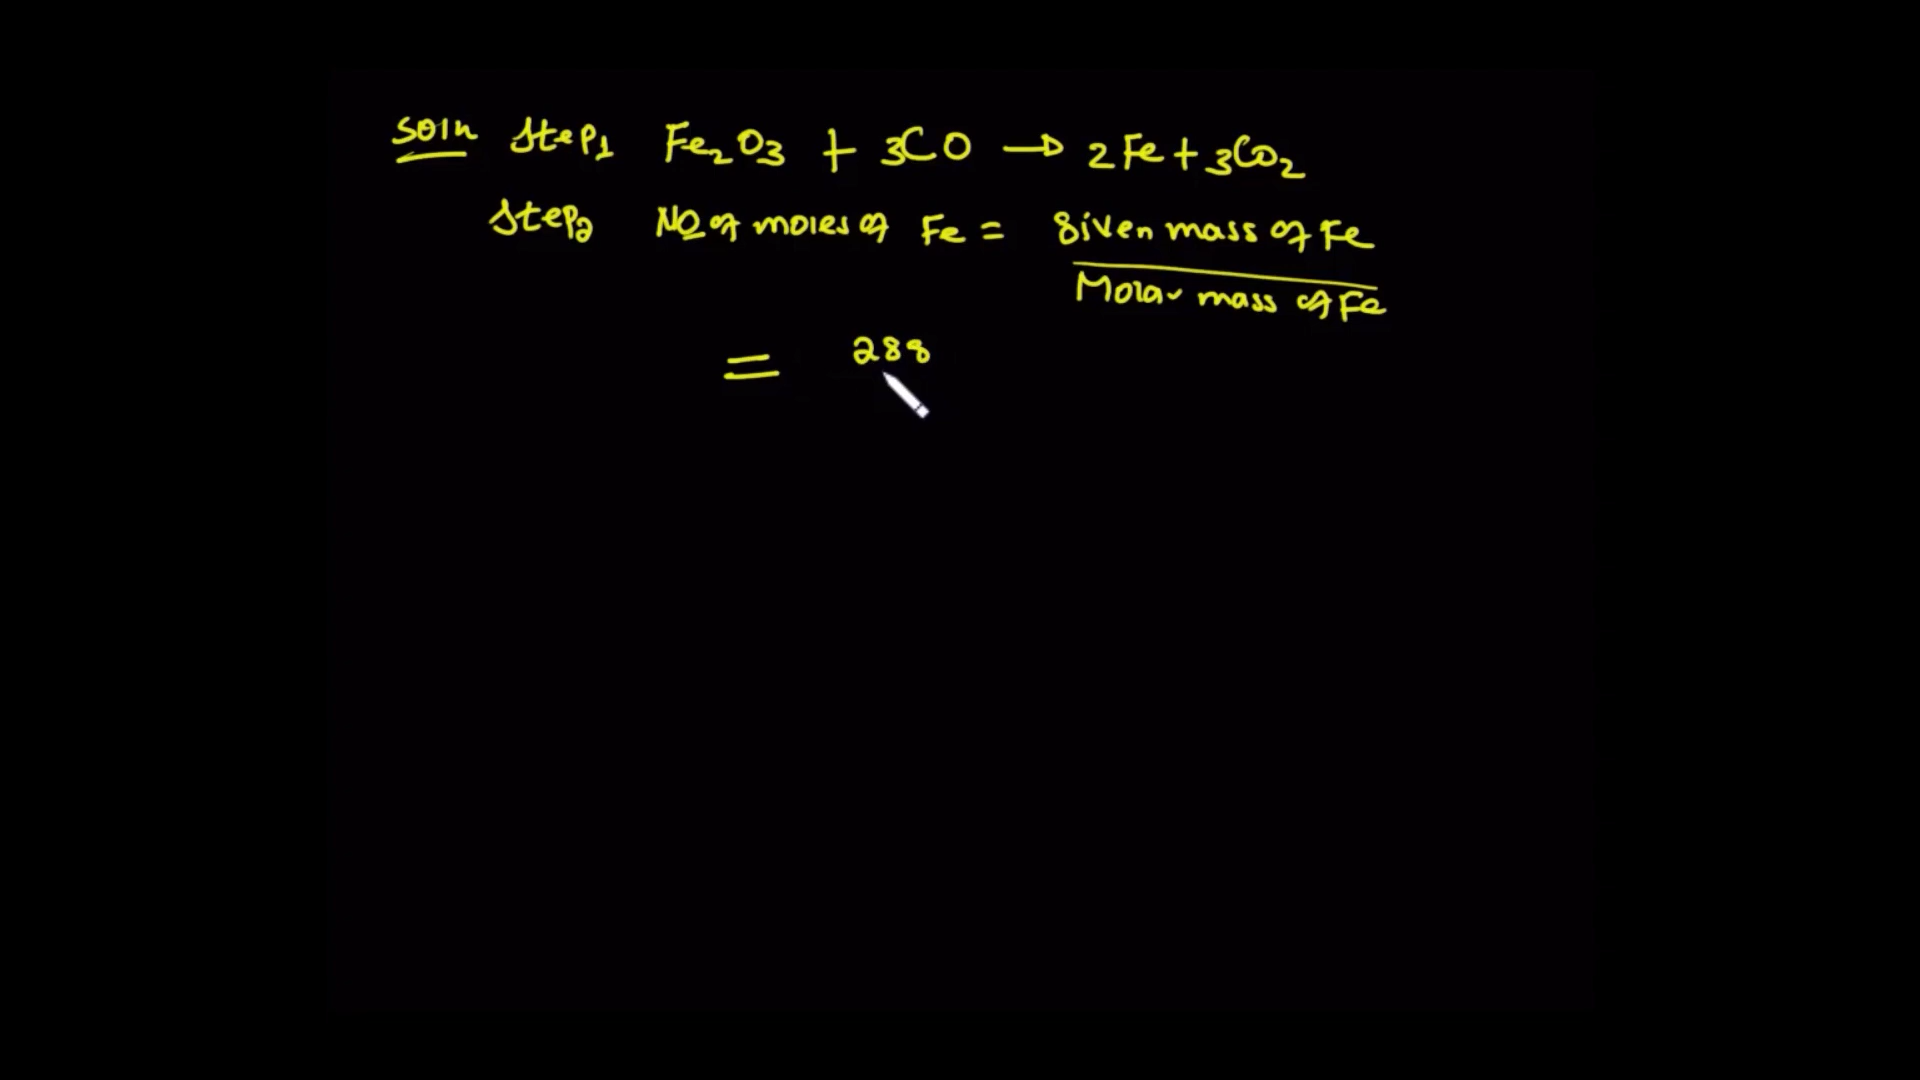 Soln Step1 Fe2O3 + 3CO → 2Fe + 3CO2
Step2 No of moles of Fe = Given mass of Fe
Molar mass of Fe
= 288